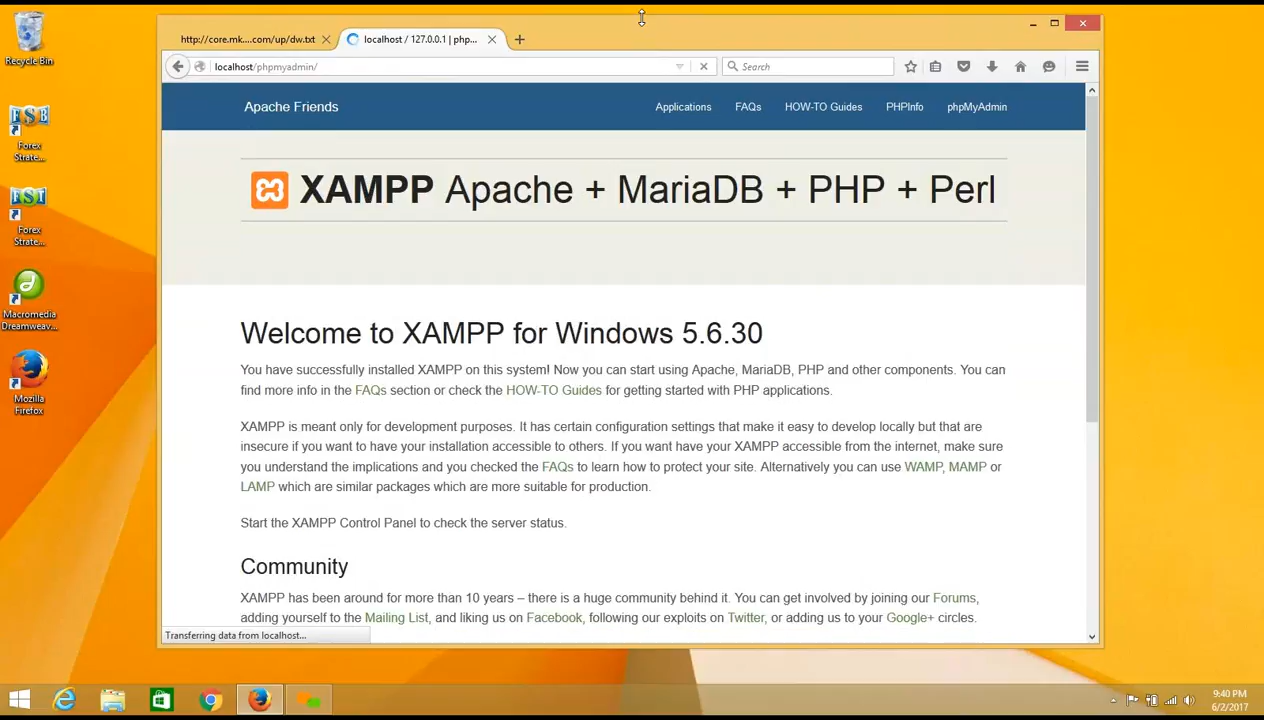 Recycle Bin
Forex
Strate...
Forex
Strate...
Macromedia
Dreamweav...
Mozilla
Firefox
http://core.mk....com/up/dw.txt
localhost / 127.0.0.1 | php...
localhost/phpmyadmin/
Search
Apache Friends
Applications
FAQs
HOW-TO Guides
PHPInfo
phpMyAdmin
XAMPP Apache + MariaDB + PHP + Perl
Welcome to XAMPP for Windows 5.6.30
You have successfully installed XAMPP on this system! Now you can start using Apache, MariaDB, PHP and other components. You can
find more info in the FAQs section or check the HOW-TO Guides for getting started with PHP applications.
XAMPP is meant only for development purposes. It has certain configuration settings that make it easy to develop locally but that are
insecure if you want to have your installation accessible to others. If you want have your XAMPP accessible from the internet, make sure
you understand the implications and you checked the FAQs to learn how to protect your site. Alternatively you can use WAMP, MAMP or
LAMP which are similar packages which are more suitable for production.
Start the XAMPP Control Panel to check the server status.
Community
XAMPP has been around for more than 10 years – there is a huge community behind it. You can get involved by joining our Forums,
adding yourself to the Mailing List, and liking us on Facebook, following our exploits on Twitter, or adding us to your Google+ circles.
Transferring data from localhost...
9:40 PM
6/2/2017